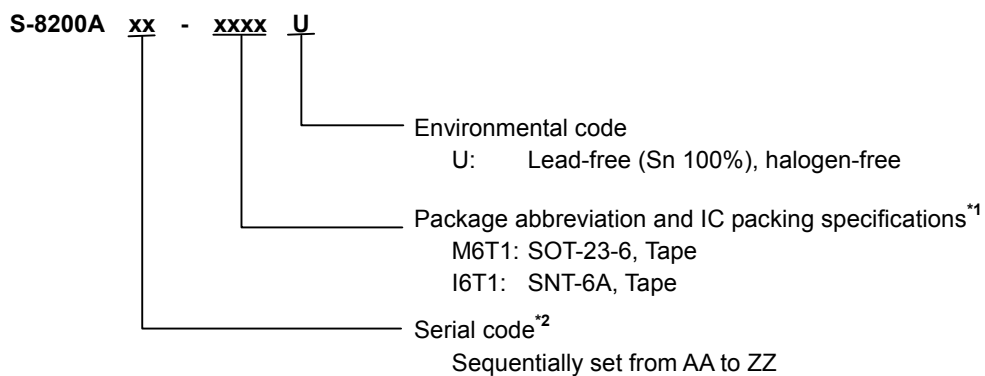 S-8200A xx - xxxx U
Environmental code
U: Lead-free (Sn 100%), halogen-free
Package abbreviation and IC packing specifications*1
M6T1: SOT-23-6, Tape
I6T1: SNT-6A, Tape
Serial code*2
Sequentially set from AA to ZZ